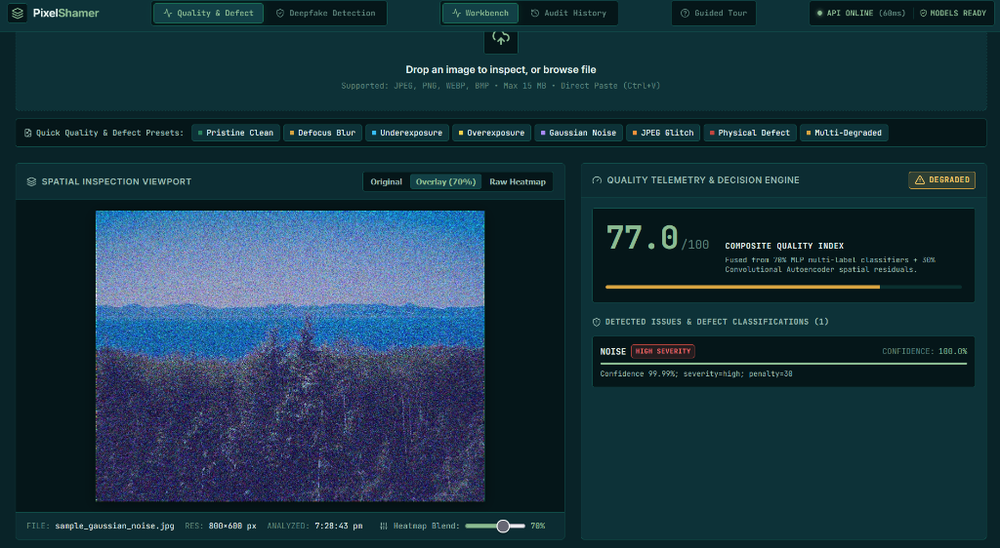 PixelShamer
Quality & Defect
Deepfake Detection
Workbench
Audit History
Guided Tour
API ONLINE (60ms)
MODELS READY
Drop an image to inspect, or browse file
Supported: JPEG, PNG, WEBP, BMP • Max 15 MB • Direct Paste (Ctrl+V)
Quick Quality & Defect Presets:
Pristine Clean
Defocus Blur
Underexposure
Overexposure
Gaussian Noise
JPEG Glitch
Physical Defect
Multi-Degraded
SPATIAL INSPECTION VIEWPORT
Original
Overlay (70%)
Raw Heatmap
FILE: sample_gaussian_noise.jpg
RES: 800×600 px
ANALYZED: 7:28:43 pm
Heatmap Blend:
70%
QUALITY TELEMETRY & DECISION ENGINE
DEGRADED
77.0/100
COMPOSITE QUALITY INDEX
Fused from 70% MLP multi-label classifiers + 30%
Convolutional Autoencoder spatial residuals.
DETECTED ISSUES & DEFECT CLASSIFICATIONS (1)
NOISE
HIGH SEVERITY
CONFIDENCE: 100.0%
Confidence 99.99%; severity=high; penalty=30